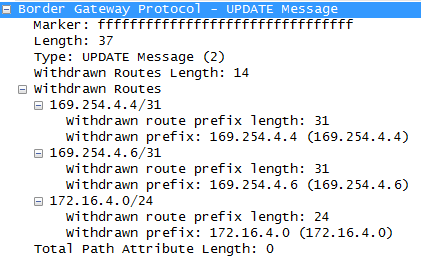 Border Gateway Protocol - UPDATE Message
Marker: ffffffffffffffffffffffffffffffff
Length: 37
Type: UPDATE Message (2)
Withdrawn Routes Length: 14
Withdrawn Routes
169.254.4.4/31
Withdrawn route prefix length: 31
Withdrawn prefix: 169.254.4.4 (169.254.4.4)
169.254.4.6/31
Withdrawn route prefix length: 31
Withdrawn prefix: 169.254.4.6 (169.254.4.6)
172.16.4.0/24
Withdrawn route prefix length: 24
Withdrawn prefix: 172.16.4.0 (172.16.4.0)
Total Path Attribute Length: 0